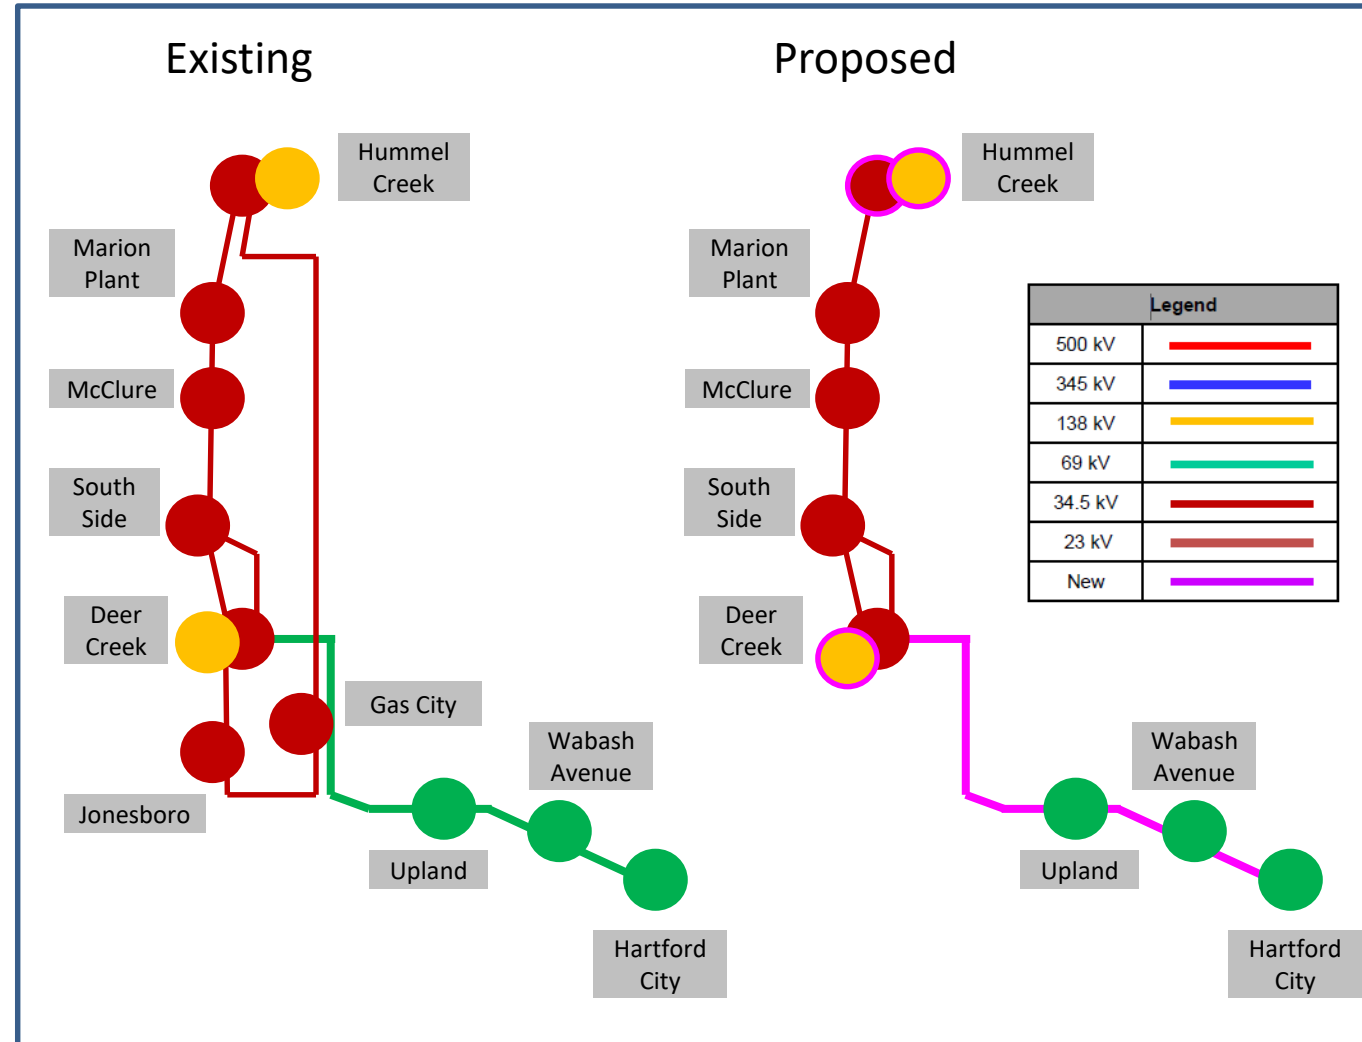 Existing
Hummel
Creek
Marion
Plant
McClure
South
Side
Deer
Creek
Gas City
Wabash
Avenue
Jonesboro
Upland
Hartford
City
Proposed
Hummel
Creek
Marion
Plant
McClure
South
Side
Deer
Creek
Wabash
Avenue
Upland
Hartford
City
Legend
500 kV
345 kV
138 kV
69 kV
34.5 kV
23 kV
New